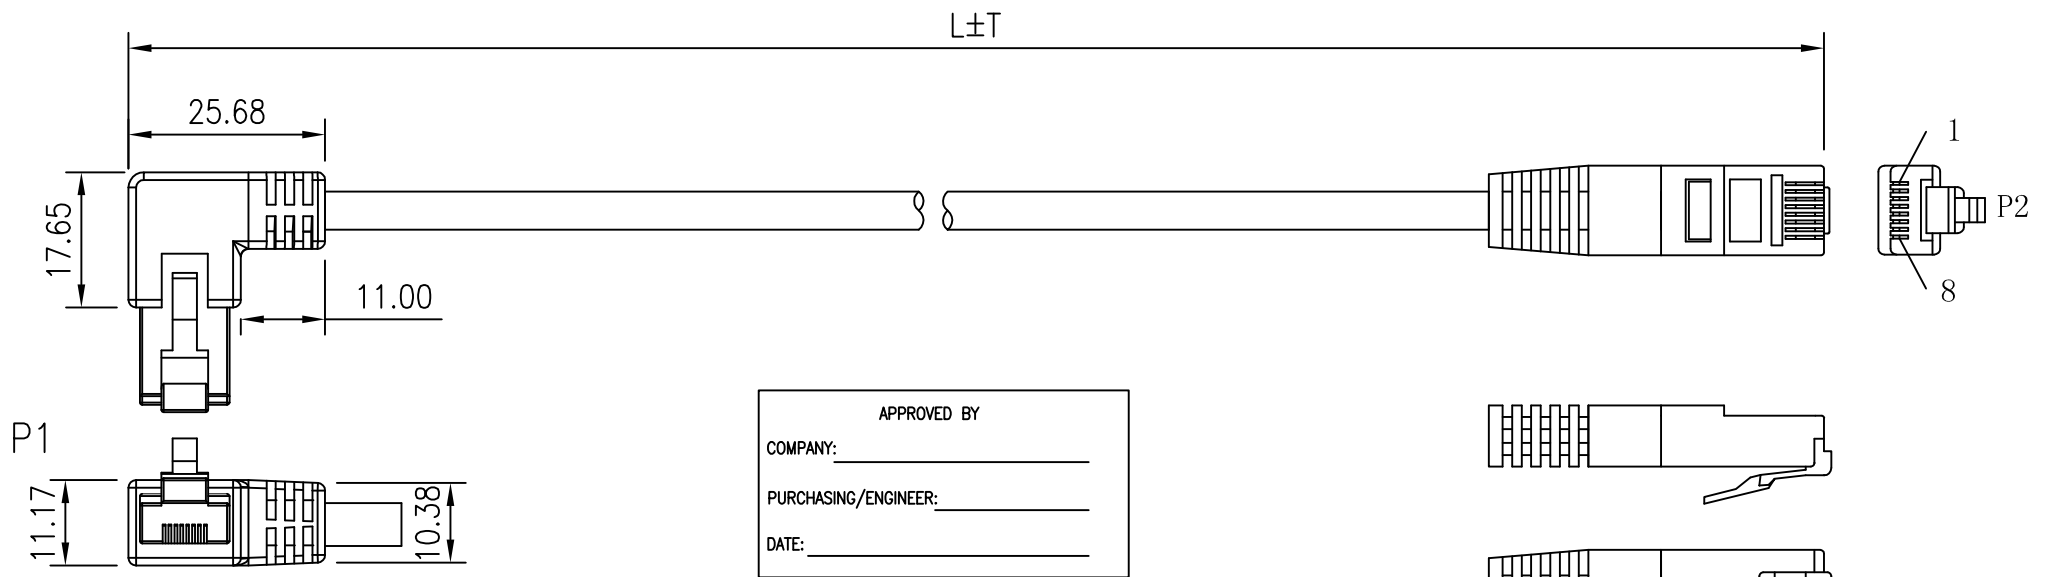 L±T
25.68
1
17.65
P2
11.00
8
P1
APPROVED BY
COMPANY:
PURCHASING/ENGINEER:
DATE:
11.17
10.38